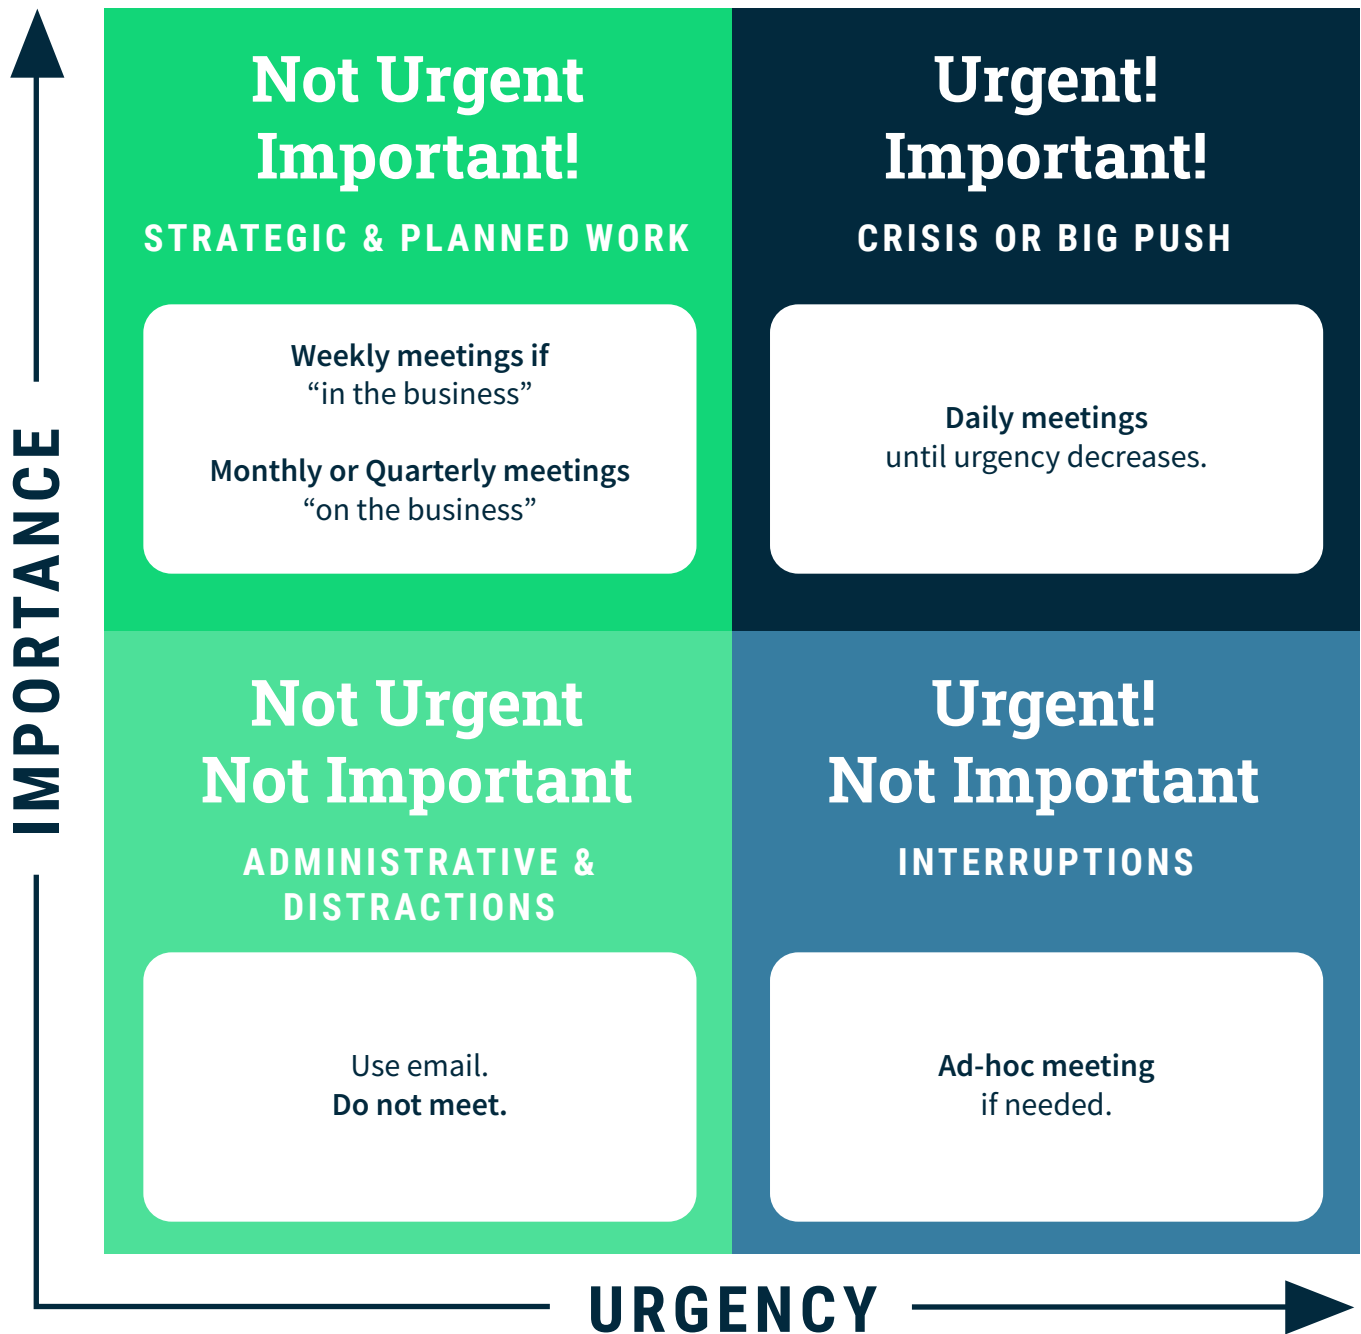 Not Urgent
Important!
STRATEGIC & PLANNED WORK
Weekly meetings if
“in the business”
Monthly or Quarterly meetings
“on the business”
Urgent!
Important!
CRISIS OR BIG PUSH
Daily meetings
until urgency decreases.
IMPORTANCE
Not Urgent
Not Important
ADMINISTRATIVE &
DISTRACTIONS
Use email.
Do not meet.
Urgent!
Not Important
INTERRUPTIONS
Ad-hoc meeting
if needed.
URGENCY